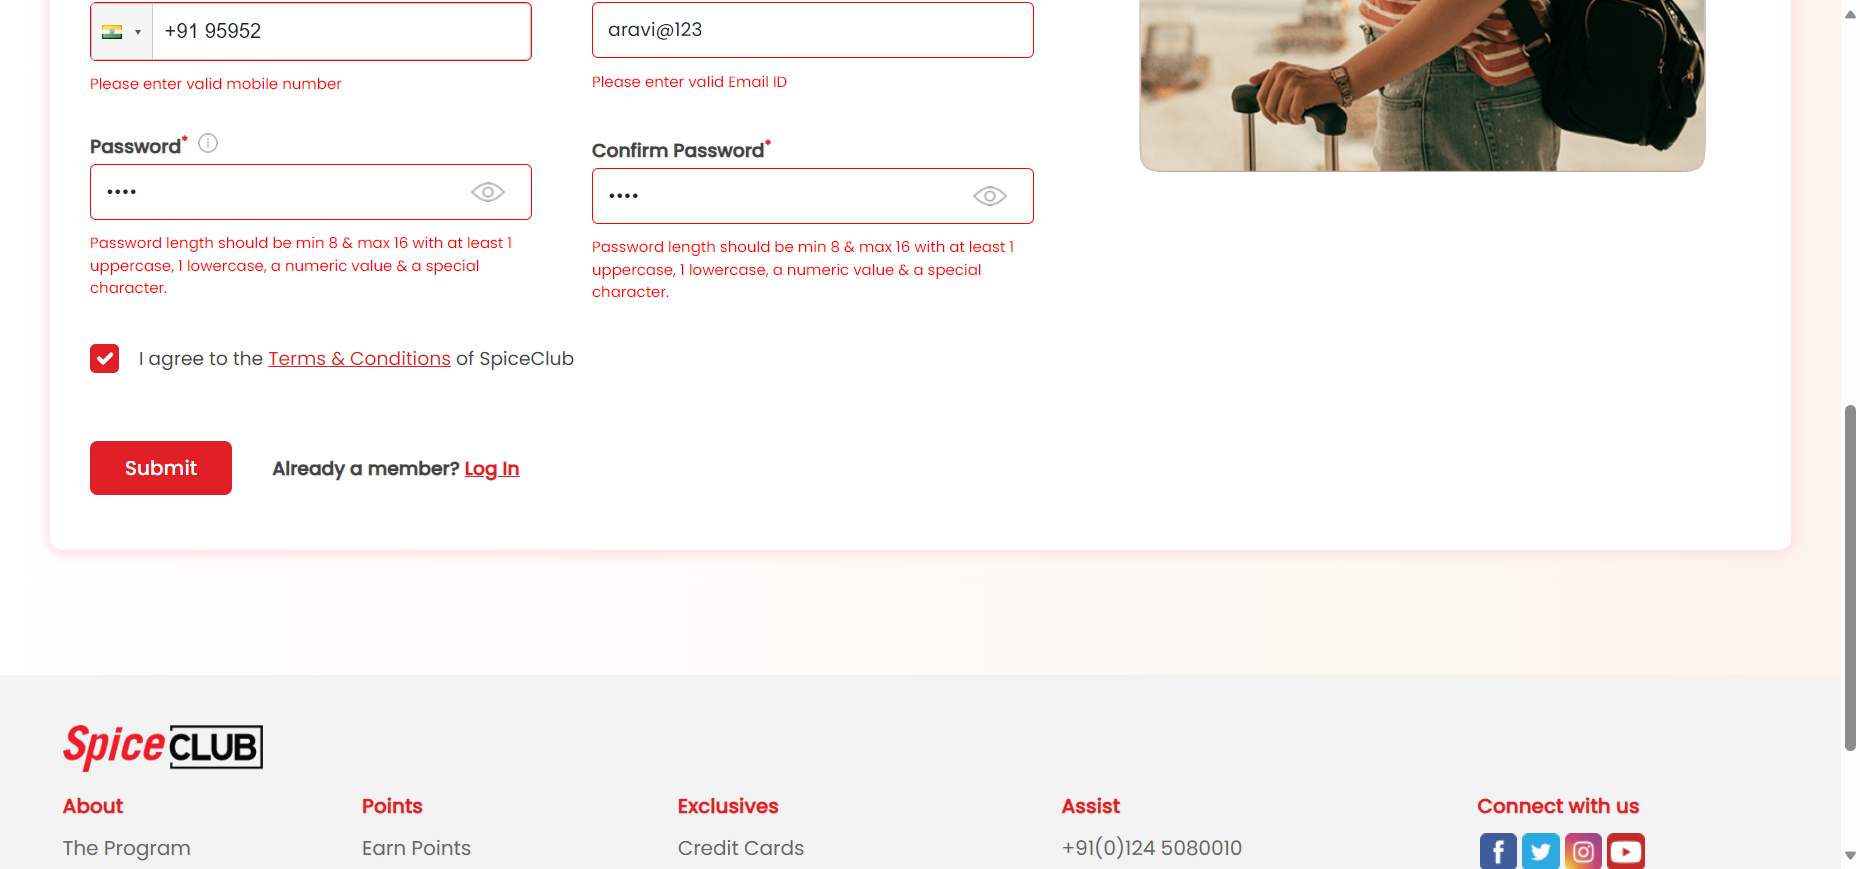 +91 95952
aravi@123
Please enter valid mobile number
Please enter valid Email ID
Password*
Confirm Password*
••••
••••
Password length should be min 8 & max 16 with at least 1
uppercase, 1 lowercase, a numeric value & a special
character.
Password length should be min 8 & max 16 with at least 1
uppercase, 1 lowercase, a numeric value & a special
character.
I agree to the Terms & Conditions of SpiceClub
Submit
Already a member? Log In
Spice CLUB
About
Points
Exclusives
Assist
Connect with us
The Program
Earn Points
Credit Cards
+91(0)124 5080010